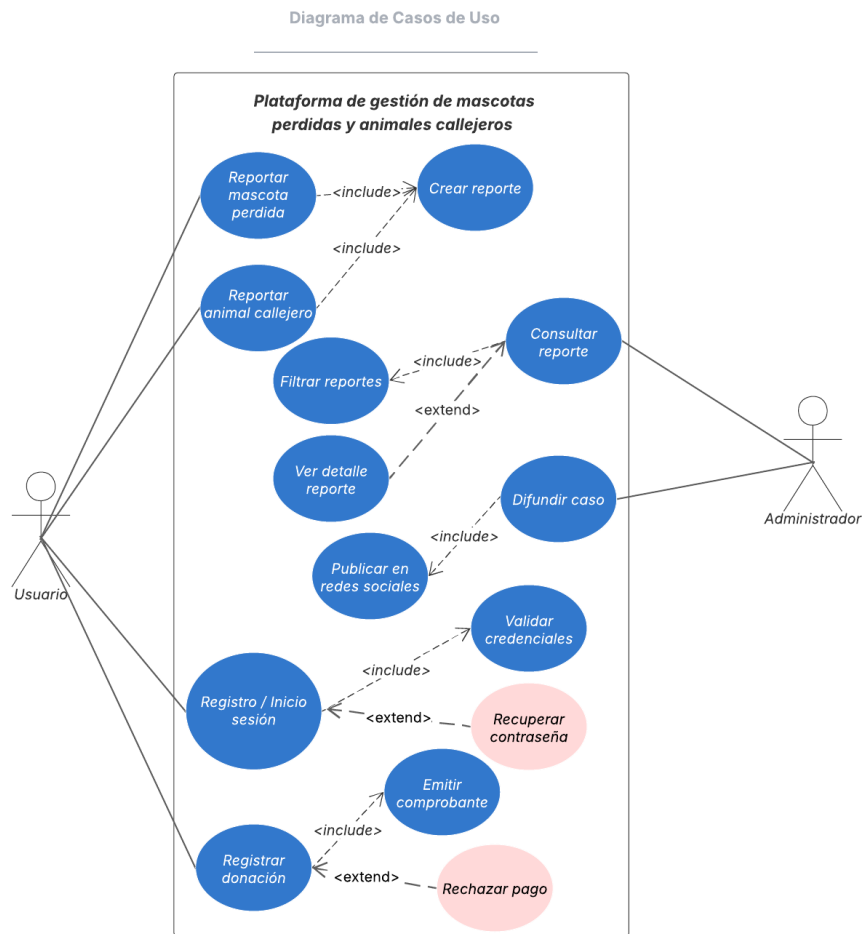 Diagrama de Casos de Uso
Plataforma de gestión de mascotas
perdidas y animales callejeros
Reportar
mascota
perdida
<include>
Crear reporte
<include>
Reportar
animal callejero
Consultar
reporte
<include>
Filtrar reportes
<extend>
Ver detalle
reporte
Difundir caso
Administrador
<include>
Publicar en
redes sociales
Usuario
Validar
credenciales
<include>
Registro / Inicio
sesión
<extend>
Recuperar
contraseña
Emitir
comprobante
<include>
Registrar
donación
<extend>
Rechazar pago